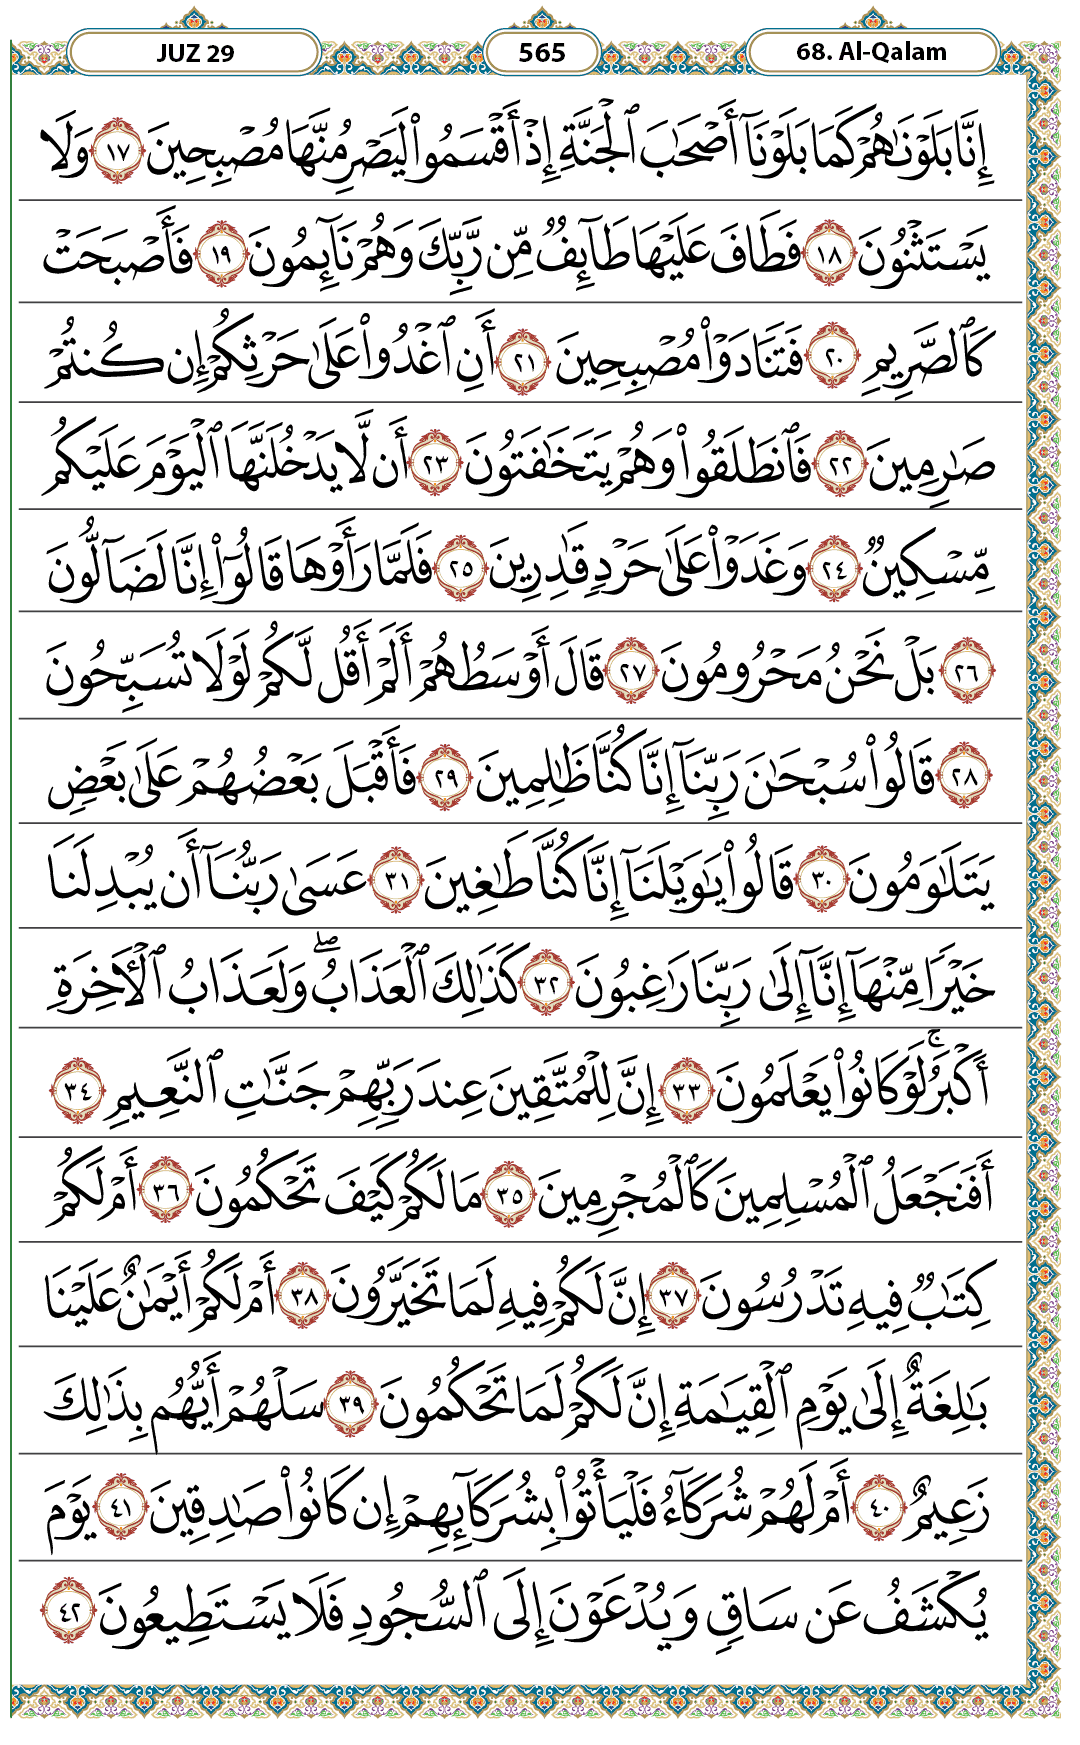 JUZ 29 565 68. Al-Qalam
إِنَّا بَلَوْنَٰهُمْ كَمَا بَلَوْنَآ أَصْحَٰبَ ٱلْجَنَّةِ إِذْ أَقْسَمُوا۟ لَيَصْرِمُنَّهَا مُصْبِحِينَ ١٧ وَلَا
يَسْتَثْنُونَ ١٨ فَطَافَ عَلَيْهَا طَآئِفٌ مِّن رَّبِّكَ وَهُمْ نَآئِمُونَ ١٩ فَأَصْبَحَتْ
كَٱلصَّرِيمِ ٢٠ فَتَنَادَوْا۟ مُصْبِحِينَ ٢١ أَنِ ٱغْدُوا۟ عَلَىٰ حَرْثِكُمْ إِن كُنتُمْ
صَٰرِمِينَ ٢٢ فَٱنطَلَقُوا۟ وَهُمْ يَتَخَٰفَتُونَ ٢٣ أَن لَّا يَدْخُلَنَّهَا ٱلْيَوْمَ عَلَيْكُم
مِّسْكِينٌ ٢٤ وَغَدَوْا۟ عَلَىٰ حَرْدٍ قَٰدِرِينَ ٢٥ فَلَمَّا رَأَوْهَا قَالُوٓا۟ إِنَّا لَضَآلُّونَ
٢٦ بَلْ نَحْنُ مَحْرُومُونَ ٢٧ قَالَ أَوْسَطُهُمْ أَلَمْ أَقُل لَّكُمْ لَوْلَا تُسَبِّحُونَ
٢٨ قَالُوا۟ سُبْحَٰنَ رَبِّنَآ إِنَّا كُنَّا ظَٰلِمِينَ ٢٩ فَأَقْبَلَ بَعْضُهُمْ عَلَىٰ بَعْضٍ
يَتَلَٰوَمُونَ ٣٠ قَالُوا۟ يَٰوَيْلَنَآ إِنَّا كُنَّا طَٰغِينَ ٣١ عَسَىٰ رَبُّنَآ أَن يُبْدِلَنَا
خَيْرًا مِّنْهَآ إِنَّآ إِلَىٰ رَبِّنَا رَٰغِبُونَ ٣٢ كَذَٰلِكَ ٱلْعَذَابُ ۖ وَلَعَذَابُ ٱلْءَاخِرَةِ
أَكْبَرُ ۚ لَوْ كَانُوا۟ يَعْلَمُونَ ٣٣ إِنَّ لِلْمُتَّقِينَ عِندَ رَبِّهِمْ جَنَّٰتِ ٱلنَّعِيمِ ٣٤
أَفَنَجْعَلُ ٱلْمُسْلِمِينَ كَٱلْمُجْرِمِينَ ٣٥ مَا لَكُمْ كَيْفَ تَحْكُمُونَ ٣٦ أَمْ لَكُمْ
كِتَٰبٌ فِيهِ تَدْرُسُونَ ٣٧ إِنَّ لَكُمْ فِيهِ لَمَا تَخَيَّرُونَ ٣٨ أَمْ لَكُمْ أَيْمَٰنٌ عَلَيْنَا
بَٰلِغَةٌ إِلَىٰ يَوْمِ ٱلْقِيَٰمَةِ إِنَّ لَكُمْ لَمَا تَحْكُمُونَ ٣٩ سَلْهُمْ أَيُّهُم بِذَٰلِكَ
زَعِيمٌ ٤٠ أَمْ لَهُمْ شُرَكَآءُ فَلْيَأْتُوا۟ بِشُرَكَآئِهِمْ إِن كَانُوا۟ صَٰدِقِينَ ٤١ يَوْمَ
يُكْشَفُ عَن سَاقٍ وَيُدْعَوْنَ إِلَى ٱلسُّجُودِ فَلَا يَسْتَطِيعُونَ ٤٢